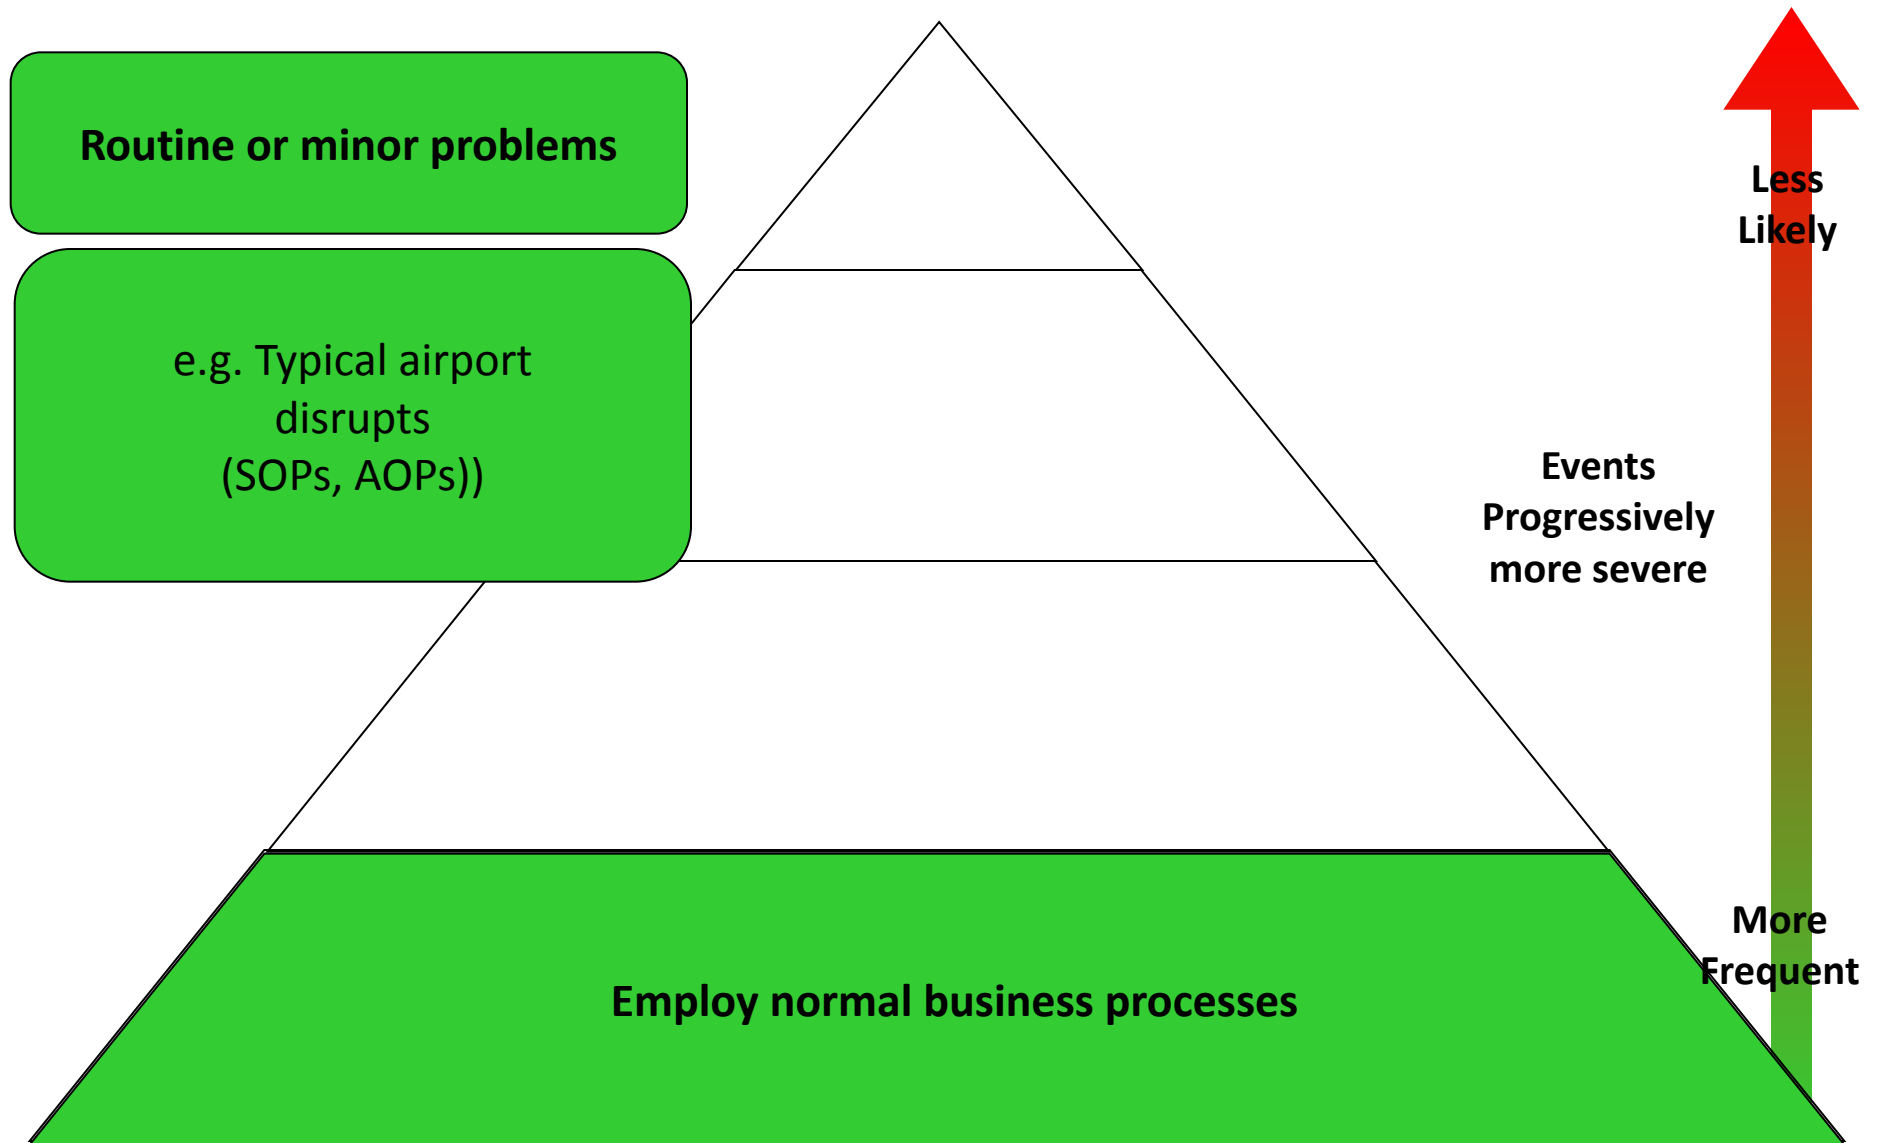 Routine or minor problems
e.g. Typical airport
disrupts
(SOPs, AOPs))
Less
Likely
Events
Progressively
more severe
More
Frequent
Employ normal business processes